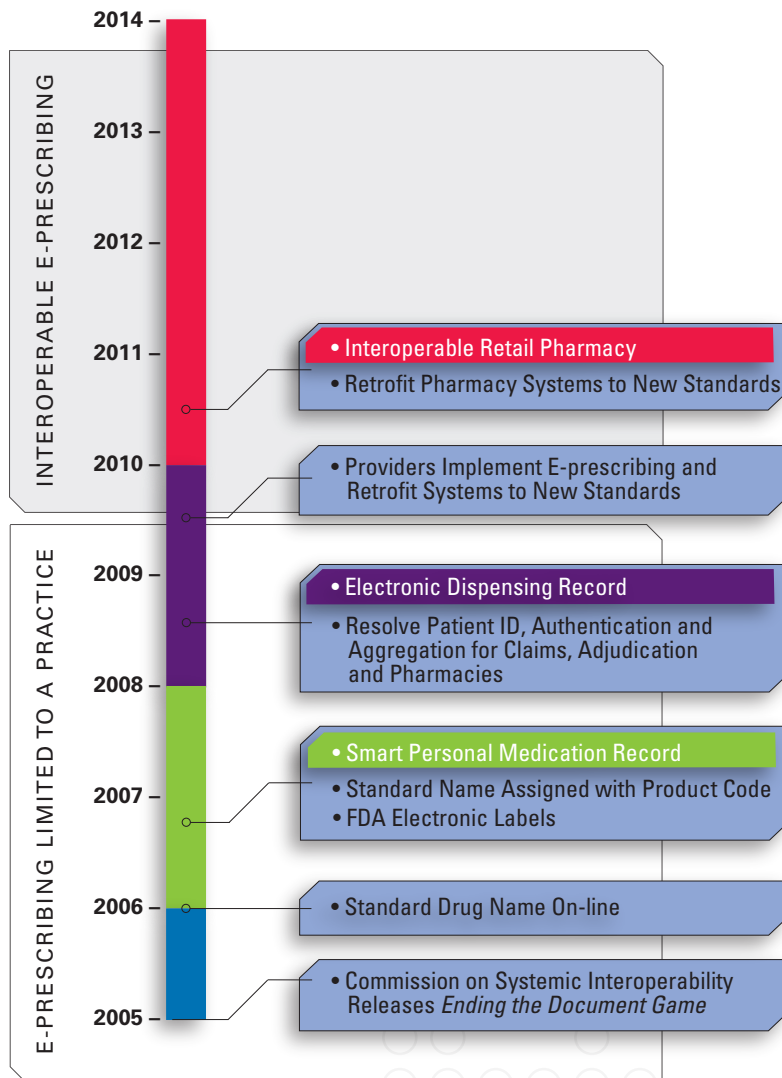 2014 –
2013 –
2012 –
2011 –
2010 –
2009 –
2008 –
2007 –
2006 –
2005 –
INTEROPERABLE E-PRESCRIBING
E-PRESCRIBING LIMITED TO A PRACTICE
• Interoperable Retail Pharmacy
• Retrofit Pharmacy Systems to New Standards
• Providers Implement E-prescribing and
Retrofit Systems to New Standards
• Electronic Dispensing Record
• Resolve Patient ID, Authentication and
Aggregation for Claims, Adjudication
and Pharmacies
• Smart Personal Medication Record
• Standard Name Assigned with Product Code
• FDA Electronic Labels
• Standard Drug Name On-line
• Commission on Systemic Interoperability
Releases Ending the Document Game